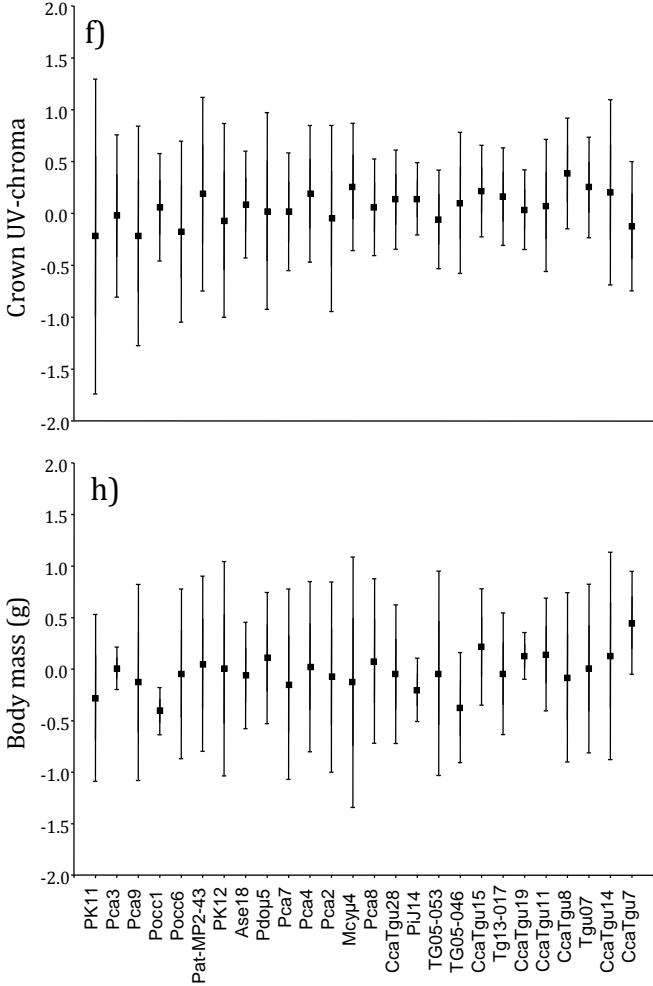 f)
Crown UV-chroma
2.0
1.5
1.0
0.5
0.0
-0.5
-1.0
-1.5
-2.0
h)
Body mass (g)
2.0
1.5
1.0
0.5
0.0
-0.5
-1.0
-1.5
-2.0
PK11
Pca3
Pca9
Pocc1
Pocc6
Pat-MP2-43
PK12
Ase18
Pdoµ5
Pca7
Pca4
Pca2
Mcyµ4
Pca8
CcaTgu28
PiJ14
TG05-053
TG05-046
CcaTgu15
Tg13-017
CcaTgu19
CcaTgu11
CcaTgu8
Tgu07
CcaTgu14
CcaTgu7